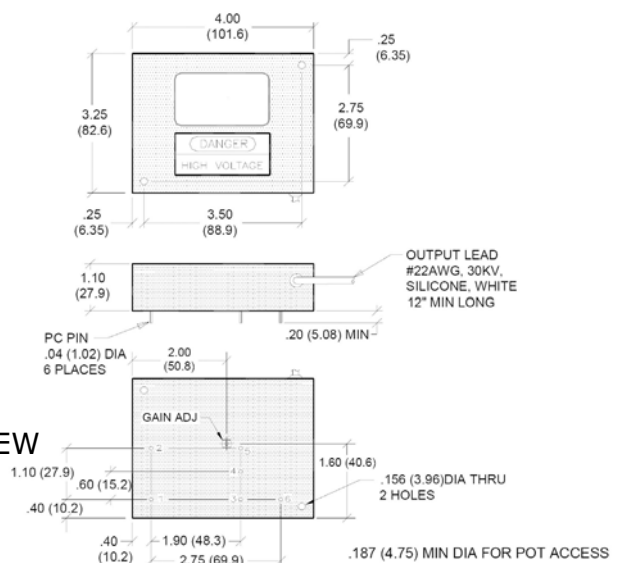 4.00
(101.6)
.25
(6.35)
3.25
(82.6)
2.75
(69.9)
DANGER
HIGH VOLTAGE
.25
(6.35)
3.50
(88.9)
1.10
(27.9)
OUTPUT LEAD
#22AWG, 30KV,
SILICONE, WHITE
12" MIN LONG
.20 (5.08) MIN
PC PIN
.04 (1.02) DIA
6 PLACES
2.00
(50.8)
GAIN ADJ
EW
2
5
1.10 (27.9)
1.60 (40.6)
.60 (15.2)
4
.156 (3.96)DIA THRU
2 HOLES
.40
(10.2)
1
3
6
.40
(10.2)
1.90 (48.3)
2.75 (69.9)
.187 (4.75) MIN DIA FOR POT ACCESS